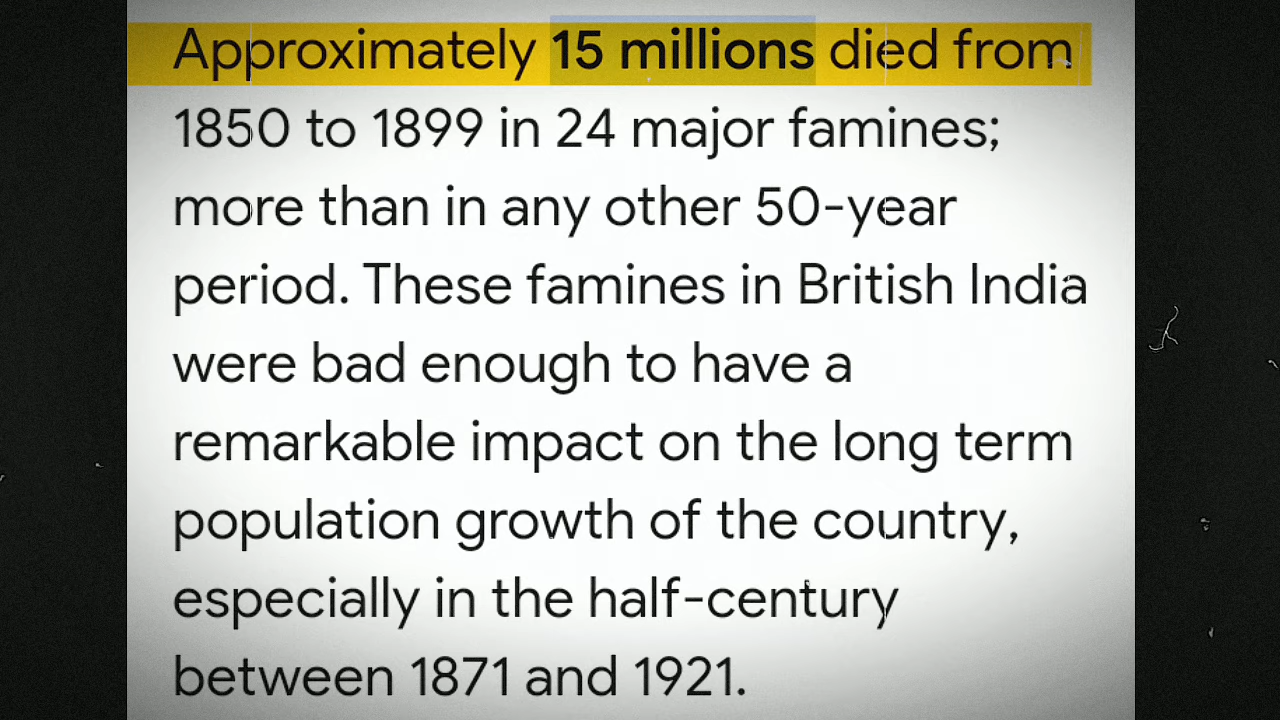 Approximately 15 millions died from
1850 to 1899 in 24 major famines;
more than in any other 50-year
period. These famines in British India
were bad enough to have a
remarkable impact on the long term
population growth of the country,
especially in the half-century
between 1871 and 1921.